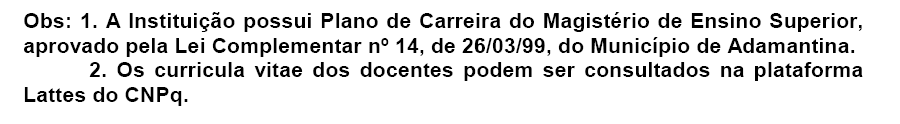 Obs: 1. A Instituição possui Plano de Carreira do Magistério de Ensino Superior,
aprovado pela Lei Complementar nº 14, de 26/03/99, do Município de Adamantina.
2. Os curricula vitae dos docentes podem ser consultados na plataforma
Lattes do CNPq.